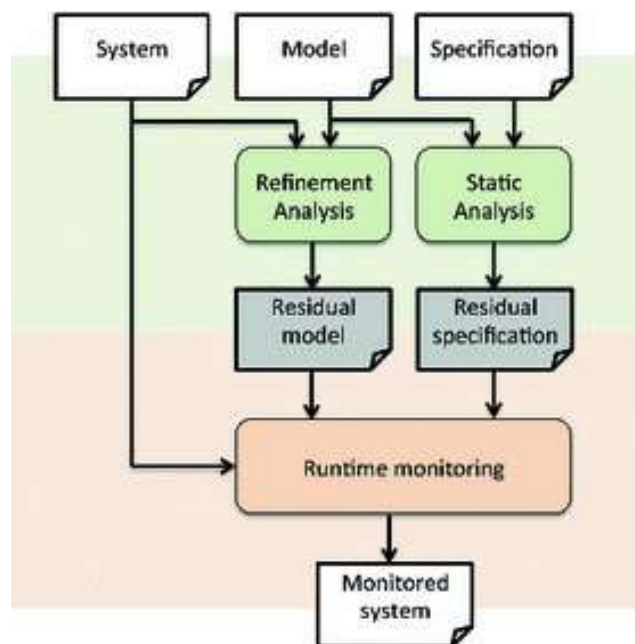 System
Model
Specification
Refinement
Analysis
Static
Analysis
Residual
model
Residual
specification
Runtime monitoring
Monitored
system